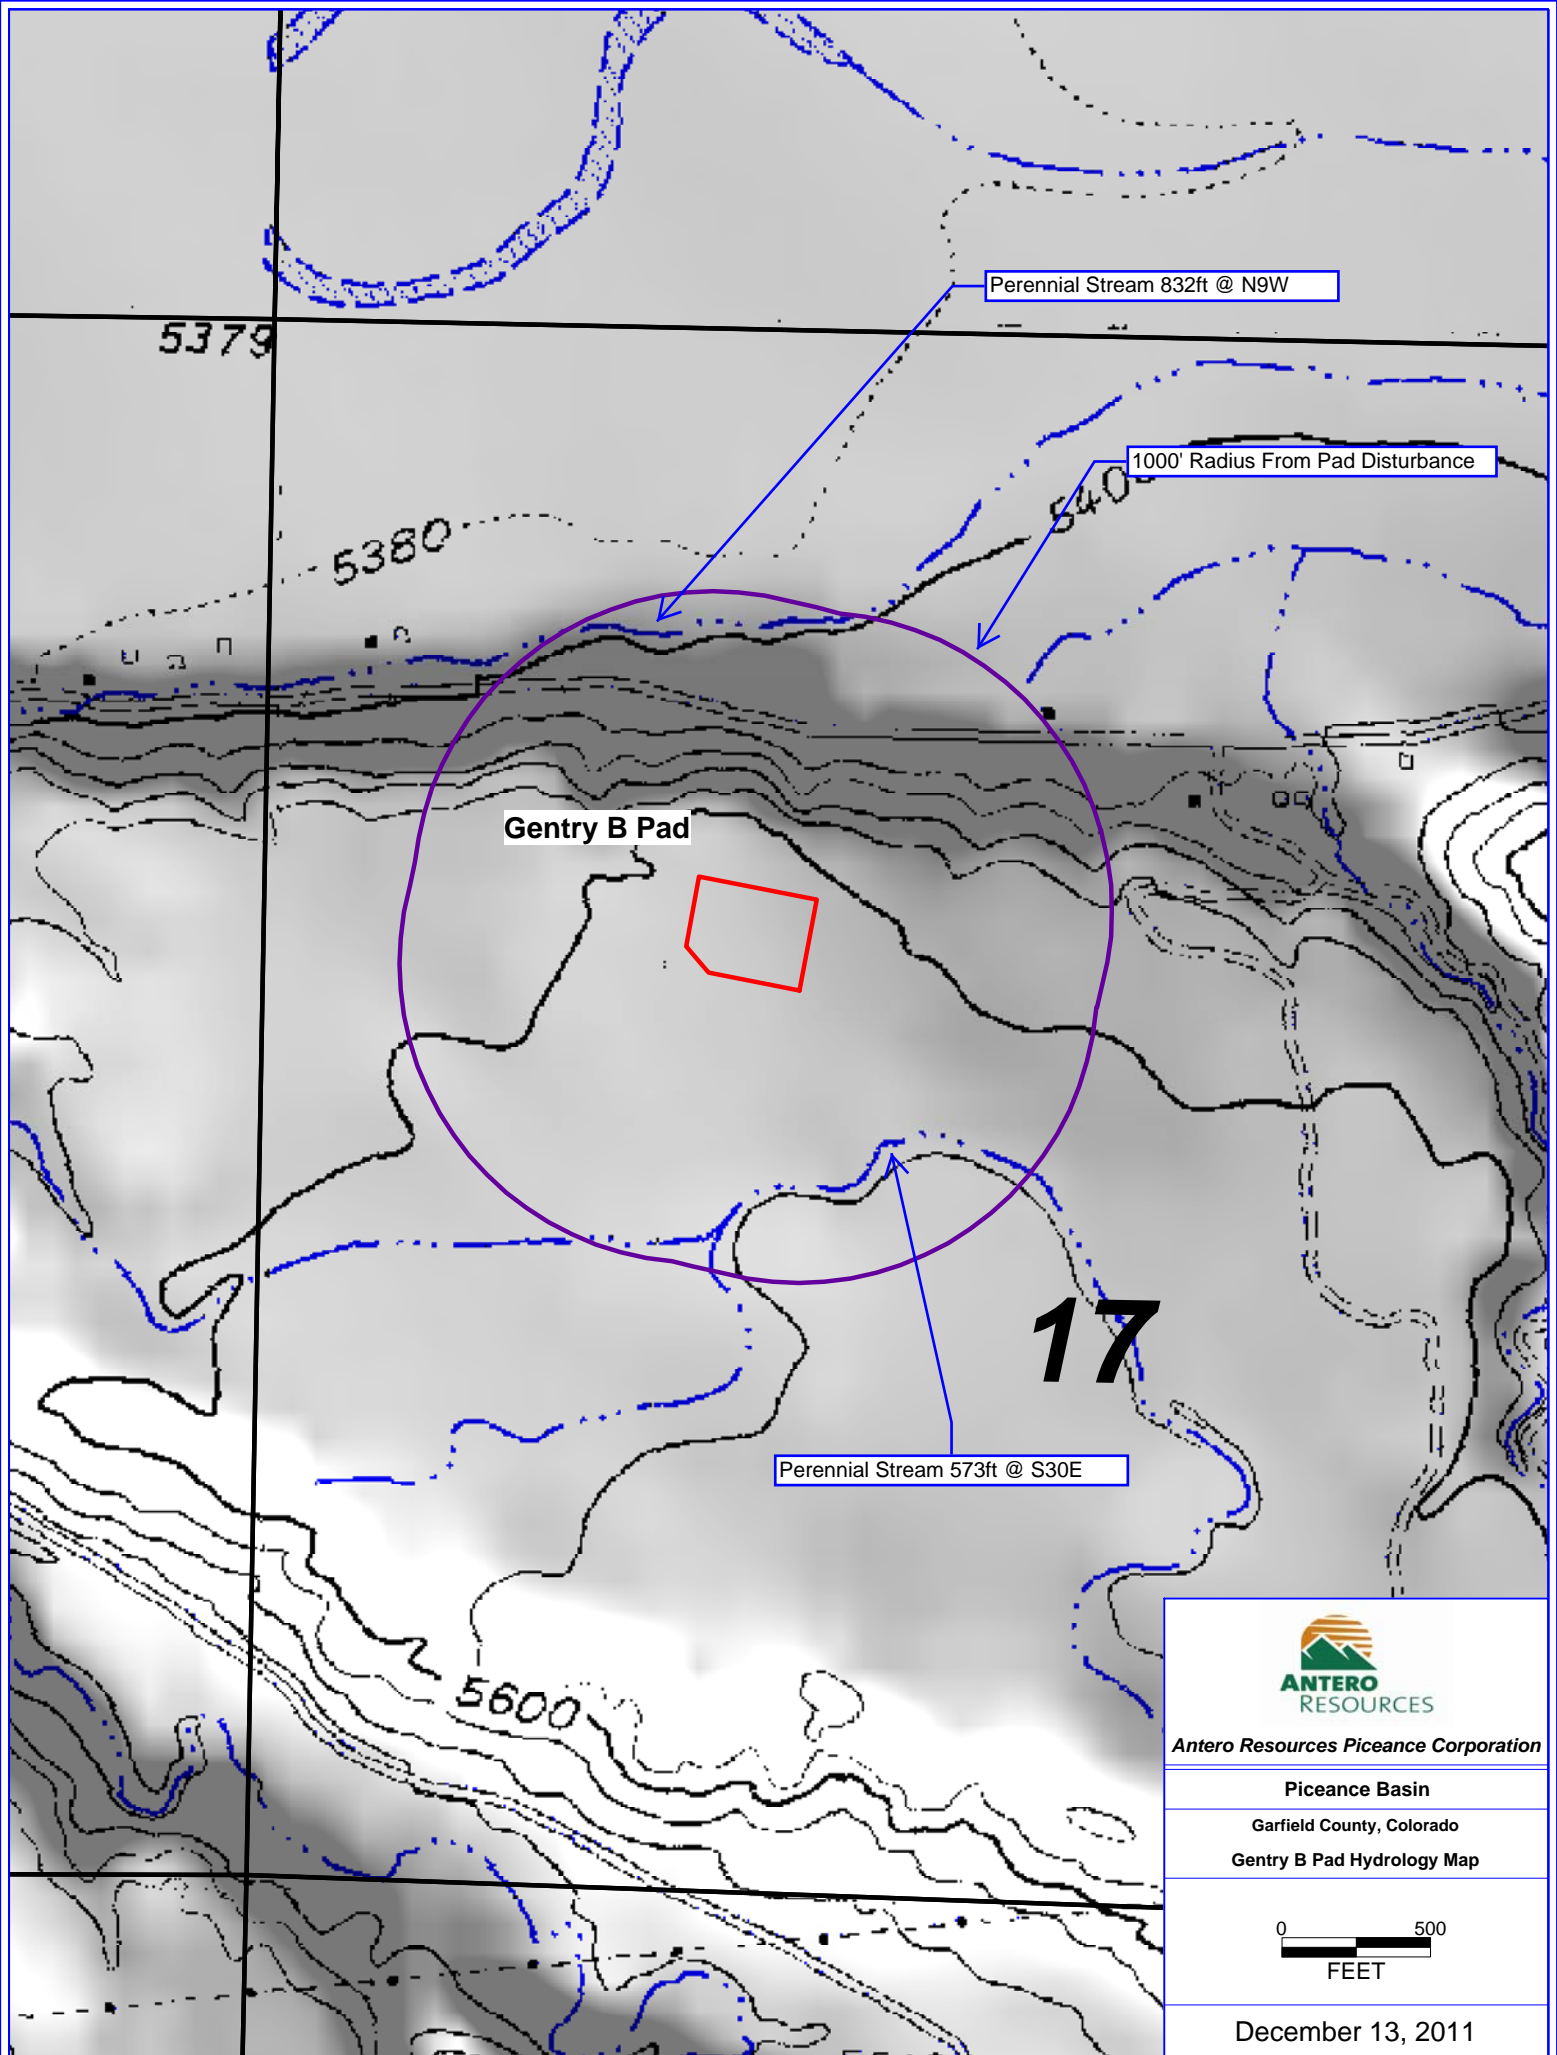 Perennial Stream 832ft @ N9W
5379
1000' Radius From Pad Disturbance
540
5380
Gentry B Pad
17
Perennial Stream 573ft @ S30E
5600
ANTERO
RESOURCES
Antero Resources Piceance Corporation
Piceance Basin
Garfield County, Colorado
Gentry B Pad Hydrology Map
0 500
FEET
December 13, 2011